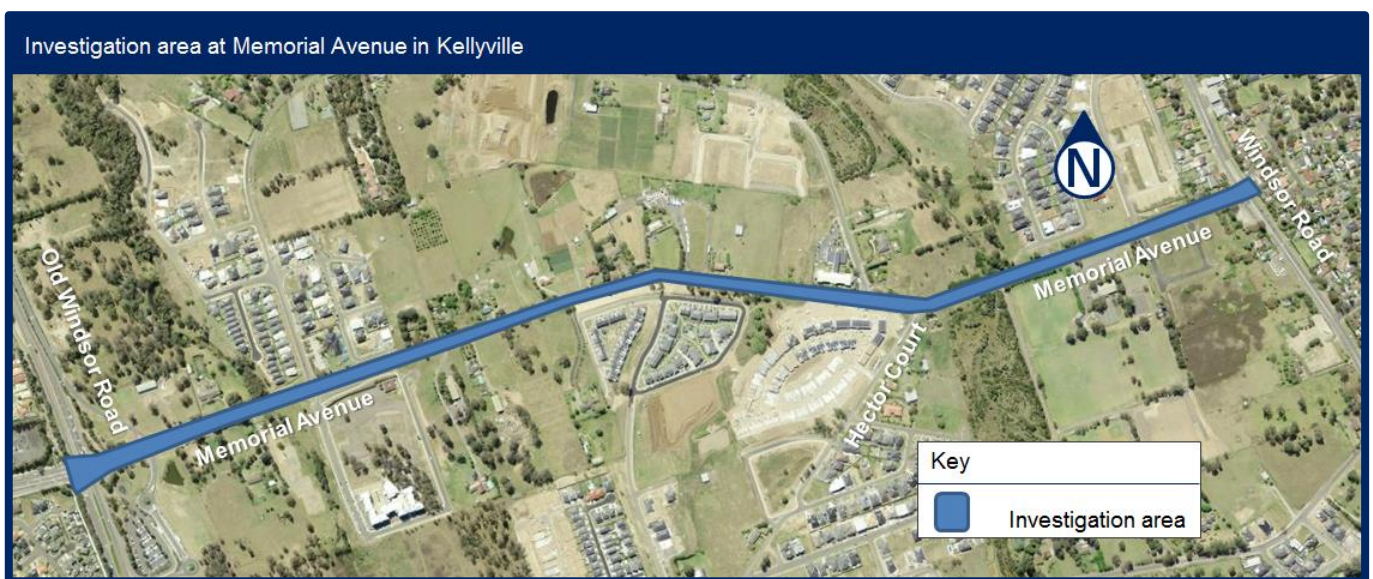 Investigation area at Memorial Avenue in Kellyville
N
Windsor Road
Old Windsor Road
Memorial Avenue
Hector Court
Memorial Avenue
Key
Investigation area